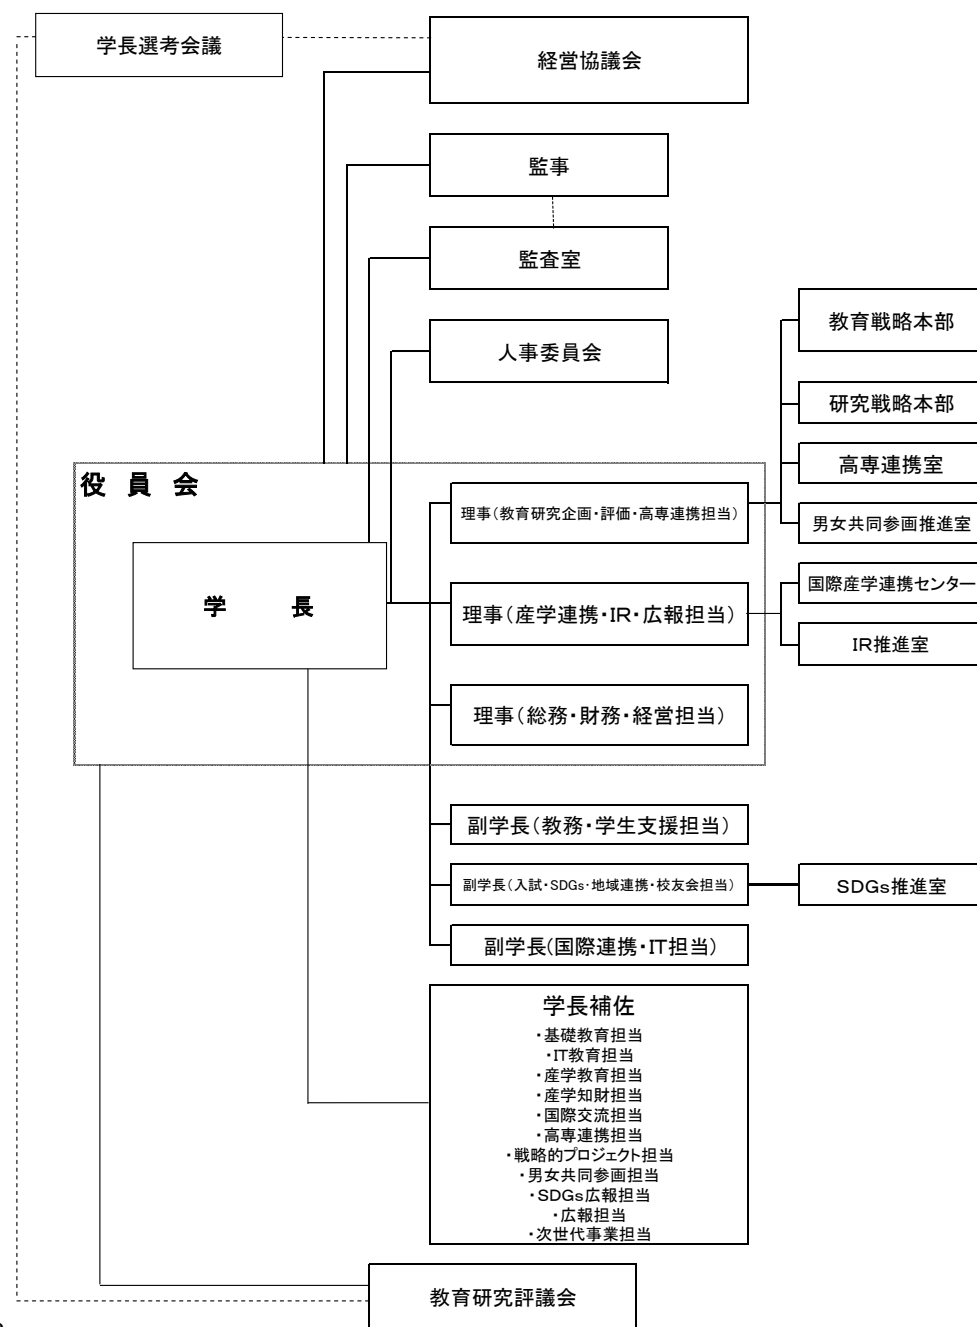 学長選考会議
経営協議会
監事
監査室
人事委員会
教育戦略本部
研究戦略本部
高専連携室
男女共同参画推進室
役 員 会
理事(教育研究企画・評価・高専連携担当)
学 長
理事(産学連携・IR・広報担当)
国際産学連携センター
IR推進室
理事(総務・財務・経営担当)
副学長(教務・学生支援担当)
副学長(入試・SDGs・地域連携・校友会担当)
SDGs推進室
副学長(国際連携・IT担当)
学長補佐
・基礎教育担当
・IT教育担当
・産学教育担当
・産学知財担当
・国際交流担当
・高専連携担当
・戦略的プロジェクト担当
・男女共同参画担当
・SDGs広報担当
・広報担当
・次世代事業担当
教育研究評議会